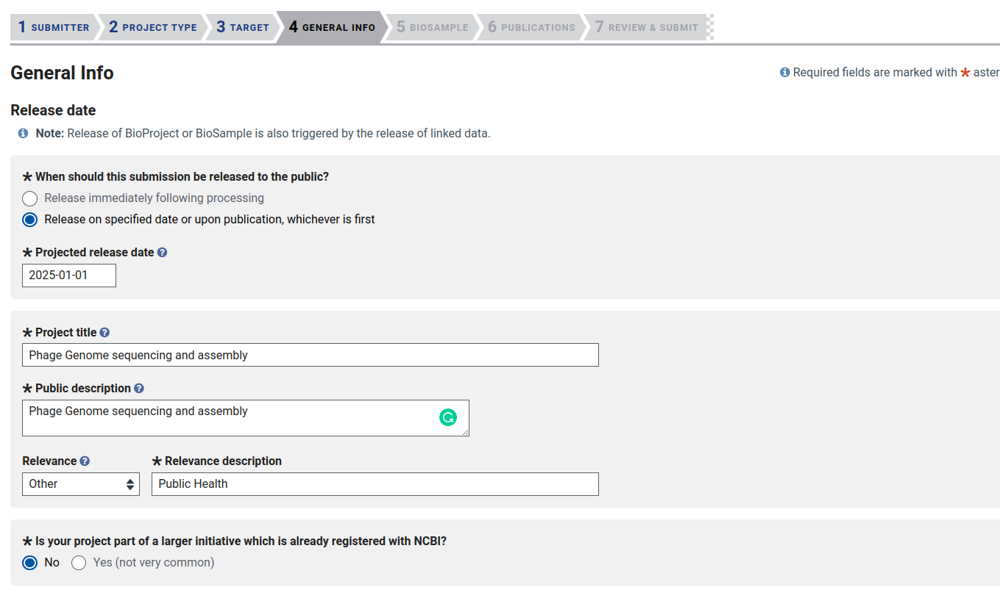 1 SUBMITTER 2 PROJECT TYPE 3 TARGET 4 GENERAL INFO 5 BIOSAMPLE 6 PUBLICATIONS 7 REVIEW & SUBMIT
General Info
Required fields are marked with * aster
Release date
Note: Release of BioProject or BioSample is also triggered by the release of linked data.
* When should this submission be released to the public?
Release immediately following processing
Release on specified date or upon publication, whichever is first
* Projected release date
2025-01-01
* Project title
Phage Genome sequencing and assembly
* Public description
Phage Genome sequencing and assembly
Relevance * Relevance description
Other Public Health
* Is your project part of a larger initiative which is already registered with NCBI?
No Yes (not very common)